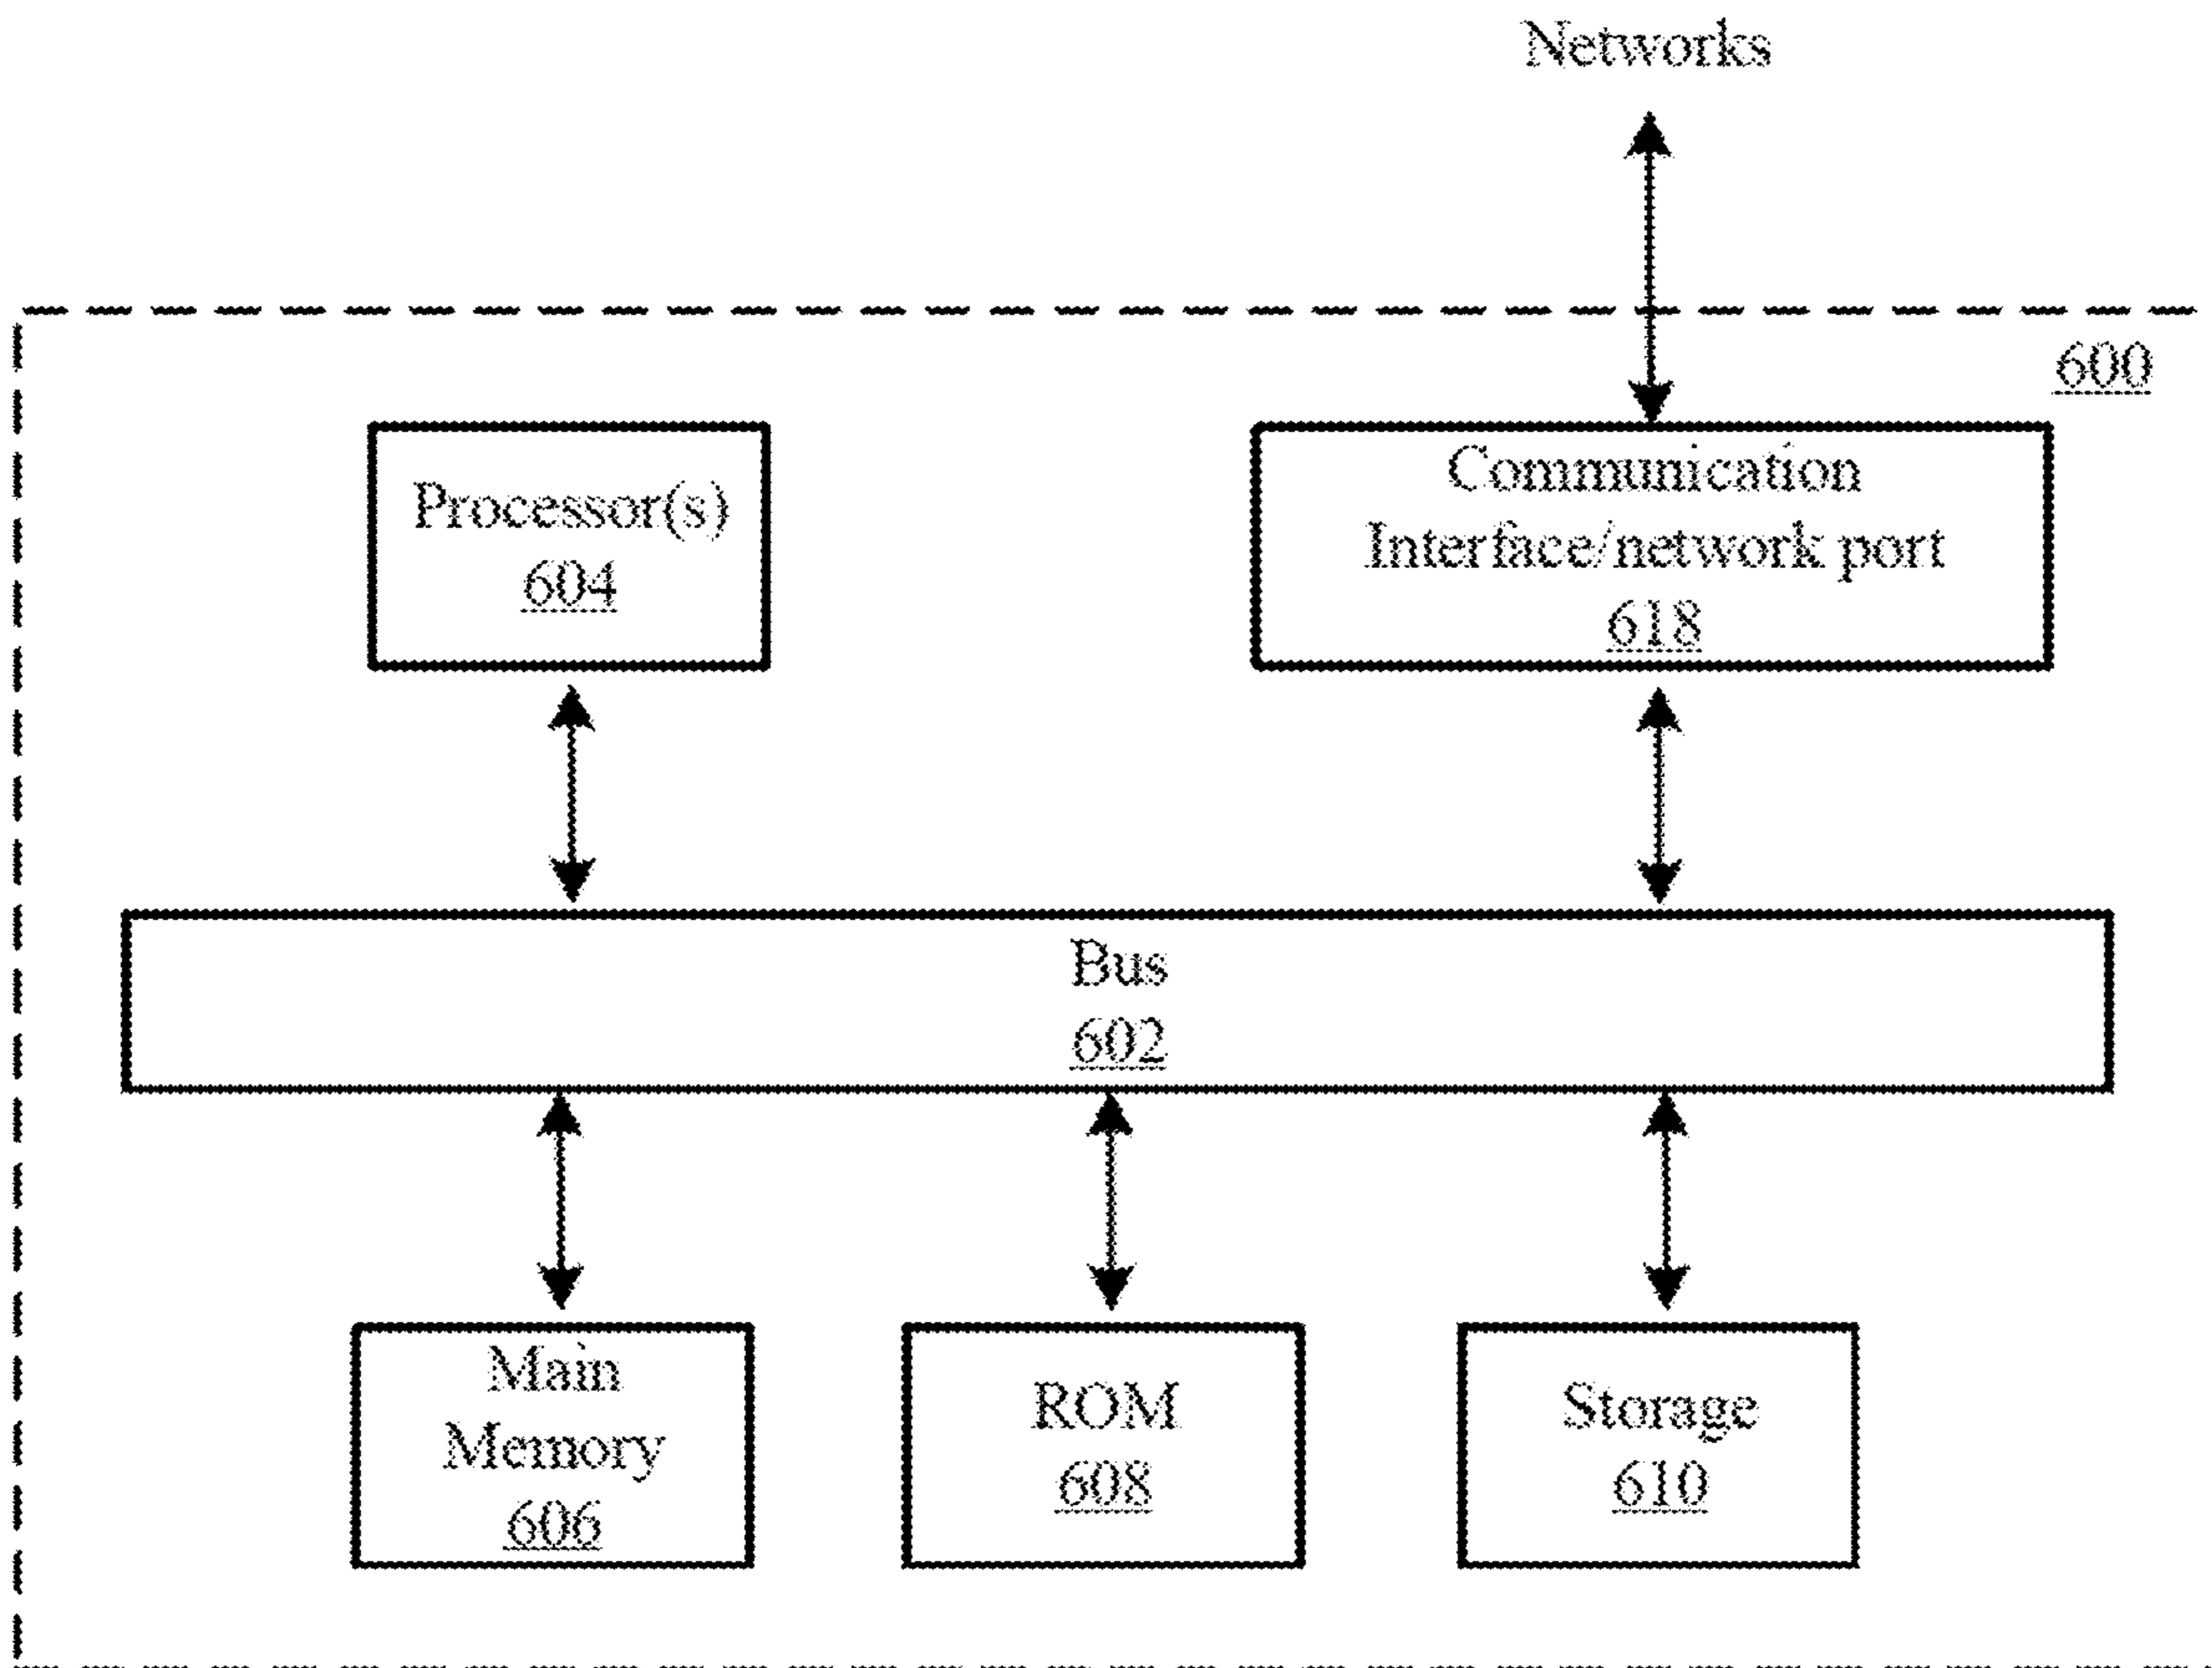 Networks
600
Processor(s)
604
Communication
Interface/network port
618
Bus
602
Main
Memory
606
ROM
608
Storage
610